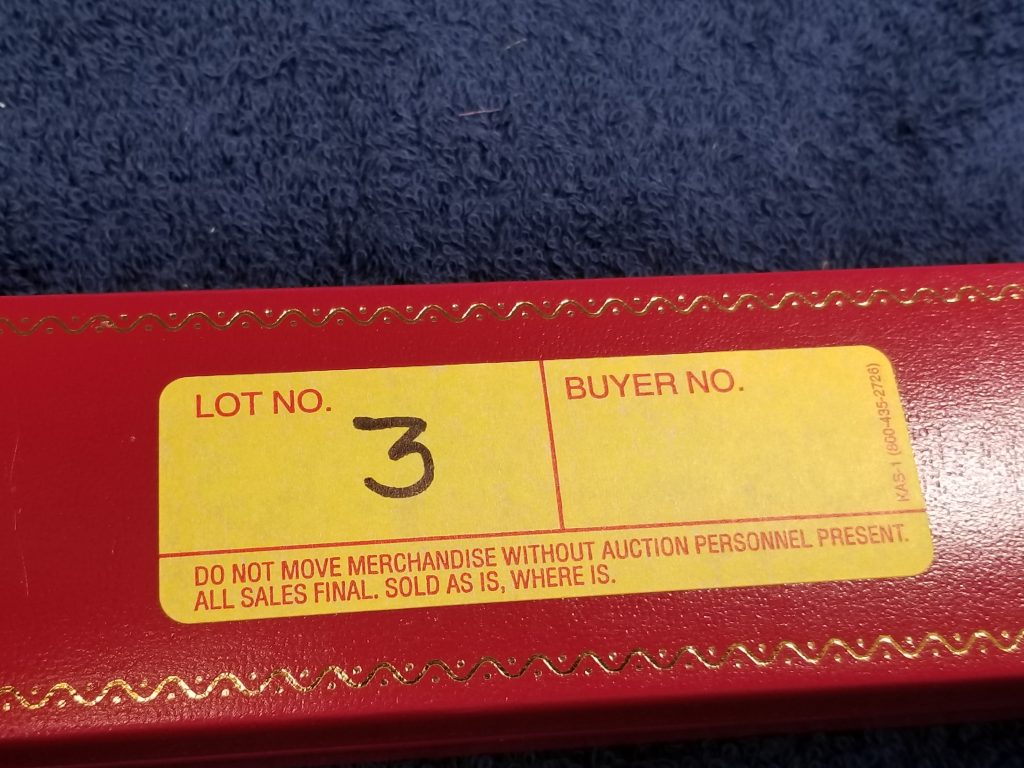 LOT NO.
3
BUYER NO.
KAS-1 (800-435-2726)
DO NOT MOVE MERCHANDISE WITHOUT AUCTION PERSONNEL PRESENT.
ALL SALES FINAL. SOLD AS IS, WHERE IS.